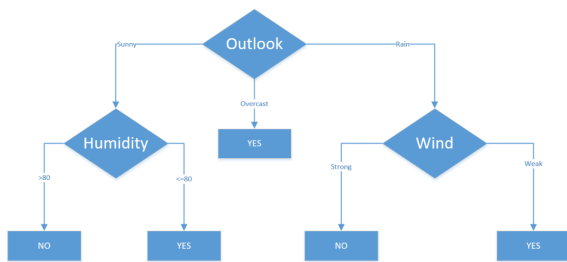 Outlook
Sunny
Rain
Overcast
Humidity
YES
Wind
>80
<=80
Strong
Weak
NO
YES
NO
YES